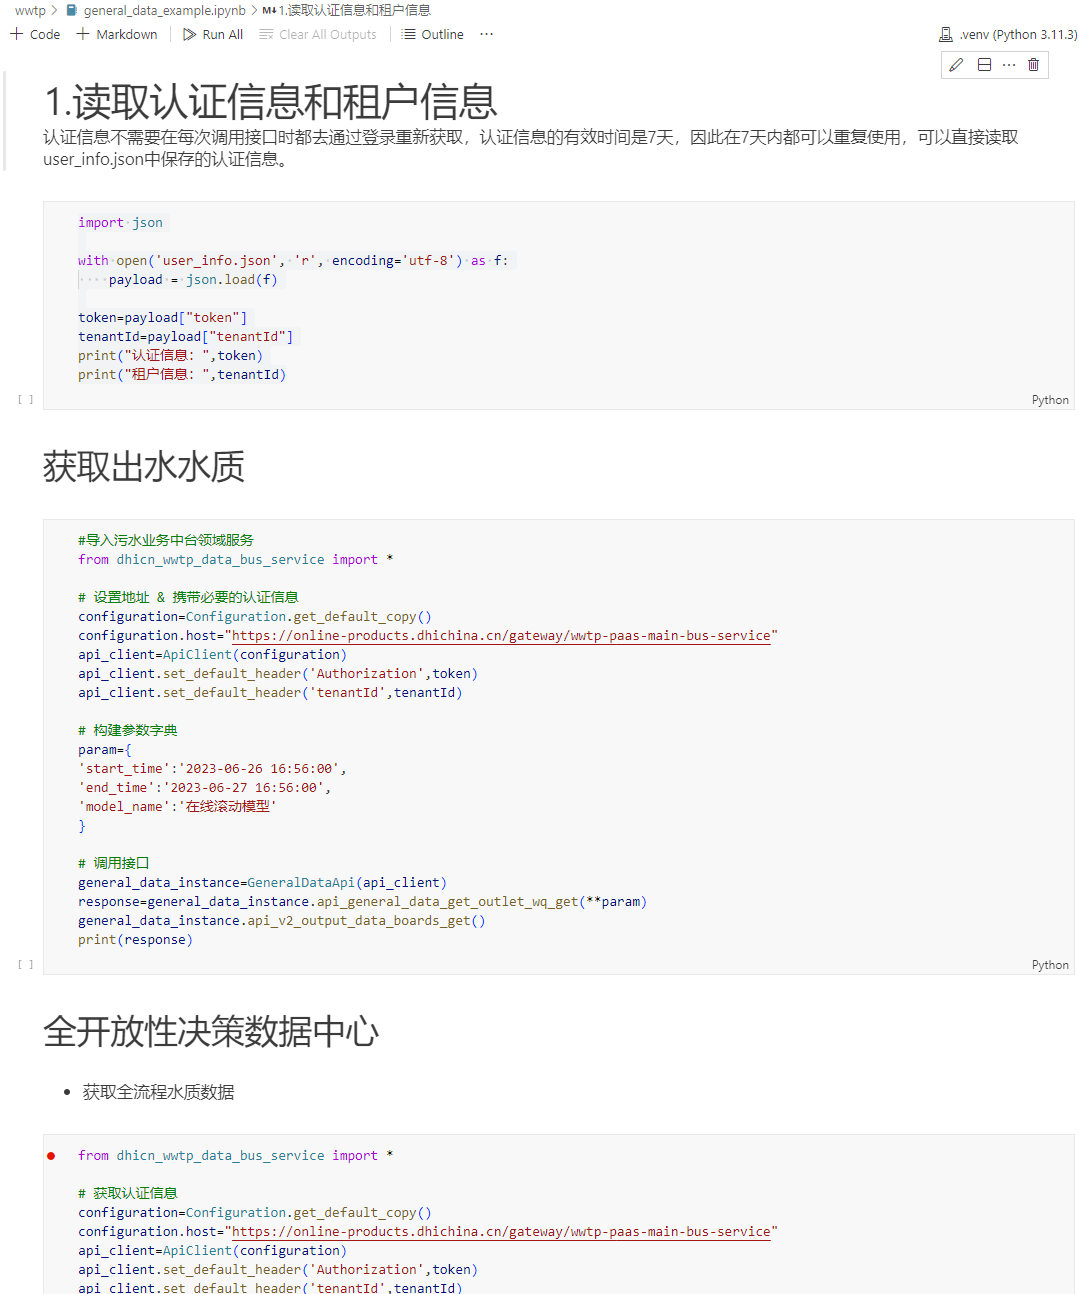 wwtp > general_data_example.ipynb > M↓1.读取认证信息和租户信息
+ Code + Markdown Run All Clear All Outputs Outline ··· .venv (Python 3.11.3)
1.读取认证信息和租户信息
认证信息不需要在每次调用接口时都去通过登录重新获取，认证信息的有效时间是7天，因此在7天内都可以重复使用，可以直接读取
user_info.json中保存的认证信息。
import json
with open('user_info.json', 'r', encoding='utf-8') as f:
    payload = json.load(f)
token=payload["token"]
tenantId=payload["tenantId"]
print("认证信息：",token)
print("租户信息：",tenantId)
[ ]
Python
获取出水水质
#导入污水业务中台领域服务
from dhicn_wwtp_data_bus_service import *
# 设置地址 & 携带必要的认证信息
configuration=Configuration.get_default_copy()
configuration.host="https://online-products.dhichina.cn/gateway/wwtp-paas-main-bus-service"
api_client=ApiClient(configuration)
api_client.set_default_header('Authorization',token)
api_client.set_default_header('tenantId',tenantId)
# 构建参数字典
param={
'start_time':'2023-06-26 16:56:00',
'end_time':'2023-06-27 16:56:00',
'model_name':'在线滚动模型'
}
# 调用接口
general_data_instance=GeneralDataApi(api_client)
response=general_data_instance.api_general_data_get_outlet_wq_get(**param)
general_data_instance.api_v2_output_data_boards_get()
print(response)
[ ]
Python
全开放性决策数据中心
• 获取全流程水质数据
from dhicn_wwtp_data_bus_service import *
# 获取认证信息
configuration=Configuration.get_default_copy()
configuration.host="https://online-products.dhichina.cn/gateway/wwtp-paas-main-bus-service"
api_client=ApiClient(configuration)
api_client.set_default_header('Authorization',token)
api_client.set_default_header('tenantId',tenantId)